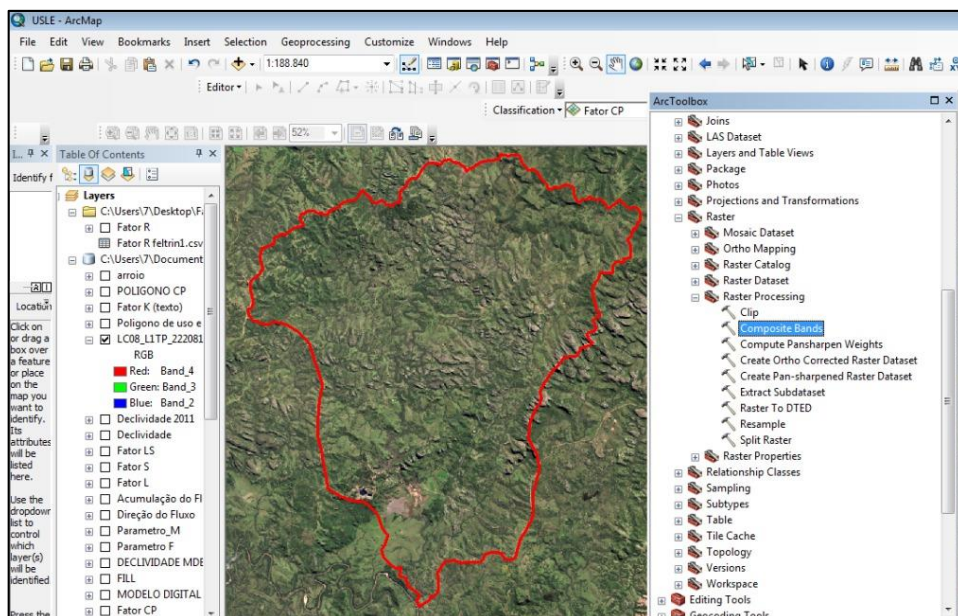 USLE - ArcMap
File Edit View Bookmarks Insert Selection Geoprocessing Customize Windows Help
1:188.840
Editor
Classification Fator CP
52%
I...
Identify f
Location
Click on
or drag a
box over
a feature
or place
on the
map you
want to
identify.
Its
attributes
will be
listed
here.
Use the
dropdowr
list to
control
which
layer(s)
will be
identified
Press the
Table Of Contents
Layers
C:\Users\7\Desktop\Fa
Fator R
Fator R feltrin1.csv
C:\Users\7\Document
arroio
POLIGONO CP
Fator K (texto)
Poligono de uso e
LC08_L1TP_222081
RGB
Red: Band_4
Green: Band_3
Blue: Band_2
Declividade 2011
Declividade
Fator LS
Fator S
Fator L
Acumulação do Fl
Direção do Fluxo
Parametro_M
Parametro F
DECLIVIDADE MDE
FILL
MODELO DIGITAL
Fator CP
ArcToolbox
Joins
LAS Dataset
Layers and Table Views
Package
Photos
Projections and Transformations
Raster
Mosaic Dataset
Ortho Mapping
Raster Catalog
Raster Dataset
Raster Processing
Clip
Composite Bands
Compute Pansharpen Weights
Create Ortho Corrected Raster Dataset
Create Pan-sharpened Raster Dataset
Extract Subdataset
Raster To DTED
Resample
Split Raster
Raster Properties
Relationship Classes
Sampling
Subtypes
Table
Tile Cache
Topology
Versions
Workspace
Editing Tools
Geocoding Tools